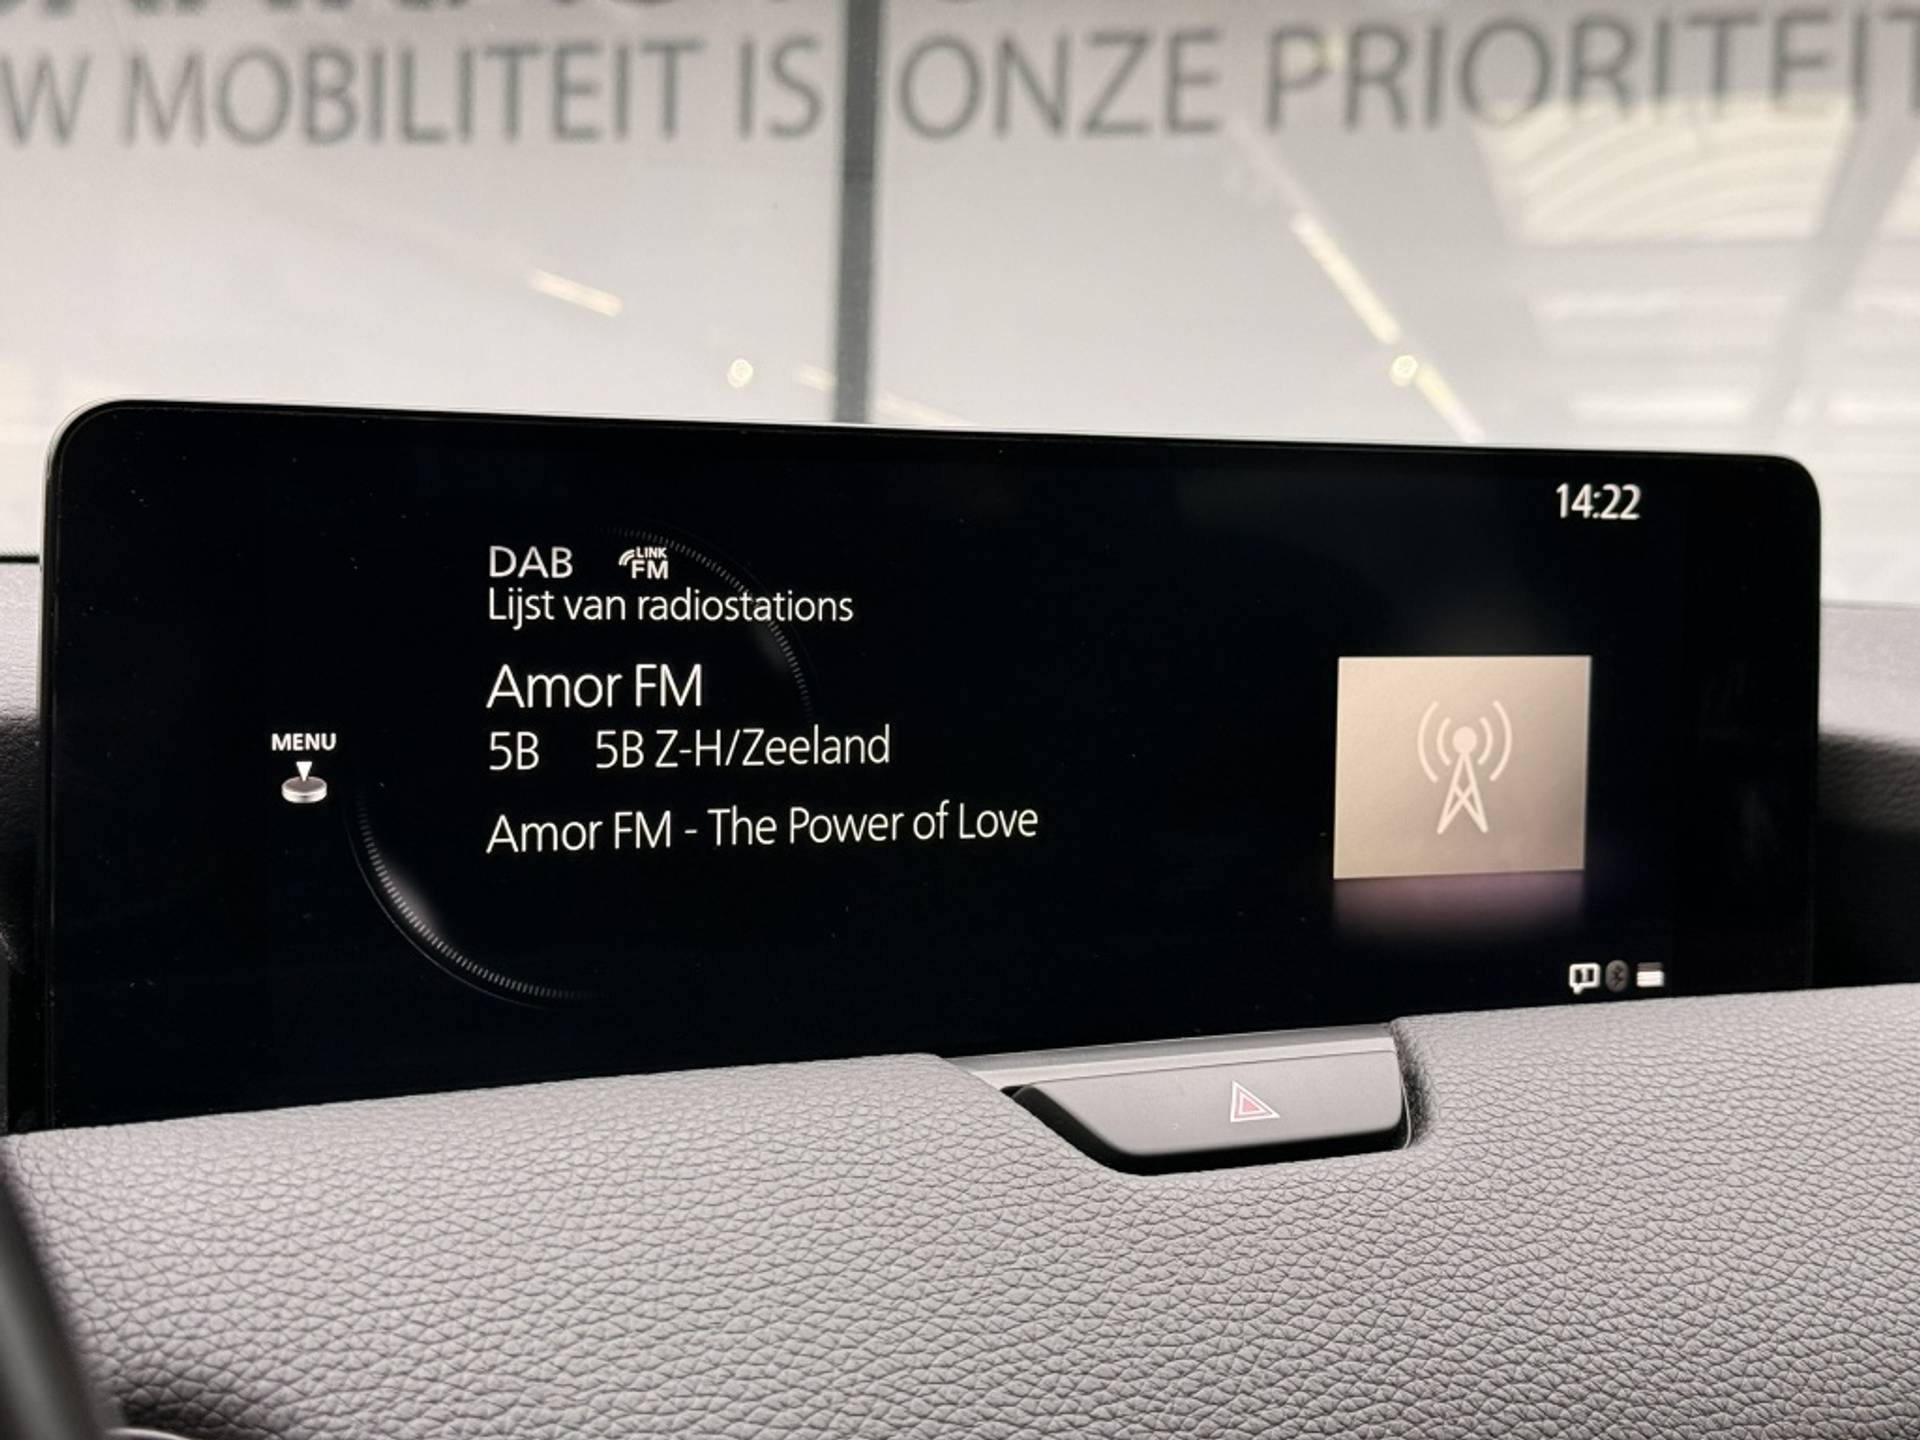 W MOBILITEIT IS ONZE PRIORITEIT
14:22
DAB LINK FM
Lijst van radiostations
Amor FM
5B 5B Z-H/Zeeland
MENU
Amor FM - The Power of Love